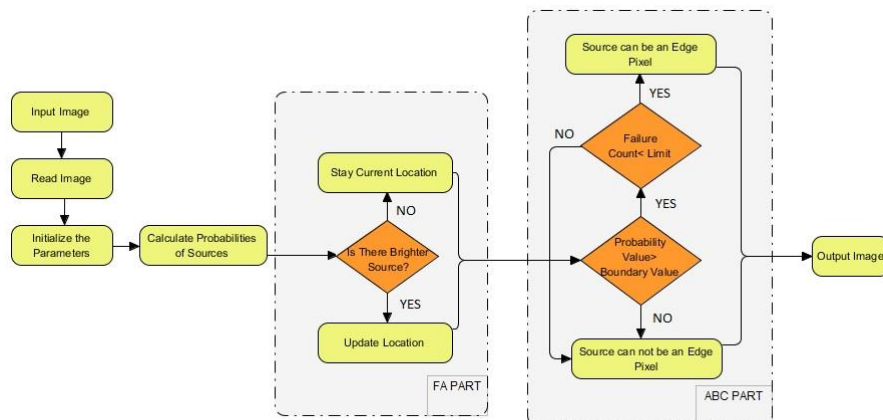 Input Image
Read Image
Initialize the
Parameters
Calculate Probabilities
of Sources
Stay Current Location
NO
Is There Brighter
Source?
YES
Update Location
FA PART
Source can be an Edge
Pixel
YES
NO
Failure
Count< Limit
YES
Probability
Value>
Boundary Value
NO
Source can not be an Edge
Pixel
ABC PART
Output Image